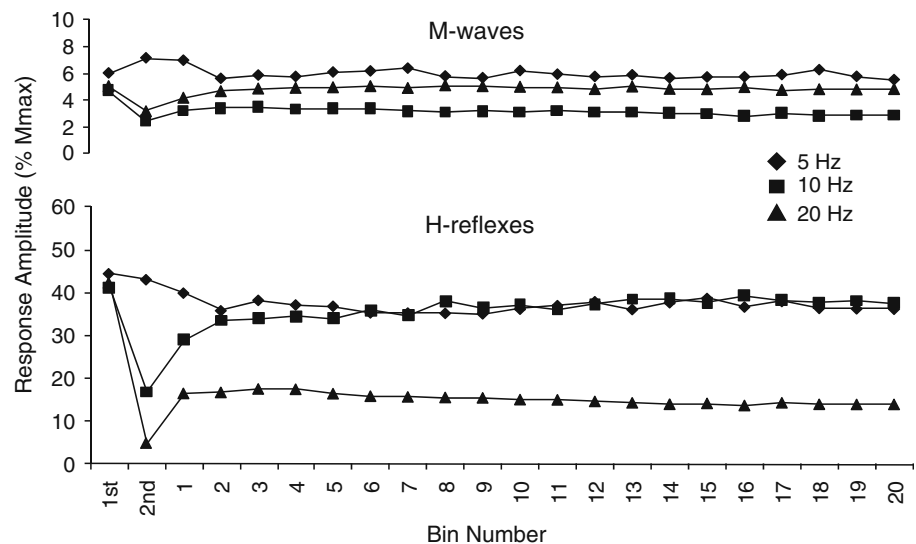 M-waves
10
8
6
4
2
0
5 Hz
10 Hz
20 Hz
Response Amplitude (% Mmax)
H-reflexes
60
50
40
30
20
10
0
1st 2nd 1 2 3 4 5 6 7 8 9 10 11 12 13 14 15 16 17 18 19 20
Bin Number